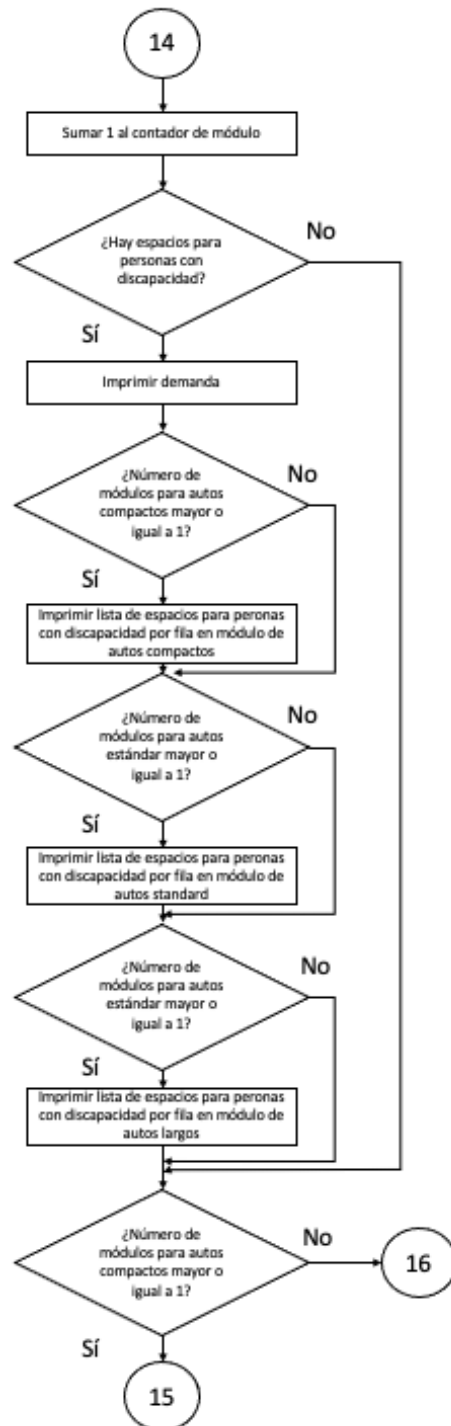 14
Sumar 1 al contador de módulo
¿Hay espacios para
personas con
discapacidad?
No
Sí
Imprimir demanda
¿Número de
módulos para autos
compactos mayor o
igual a 1?
No
Sí
Imprimir lista de espacios para peronas
con discapacidad por fila en módulo de
autos compactos
¿Número de
módulos para autos
estándar mayor o
igual a 1?
No
Sí
Imprimir lista de espacios para peronas
con discapacidad por fila en módulo de
autos standard
¿Número de
módulos para autos
estándar mayor o
igual a 1?
No
Sí
Imprimir lista de espacios para peronas
con discapacidad por fila en módulo de
autos largos
¿Número de
módulos para autos
compactos mayor o
igual a 1?
No
16
Sí
15